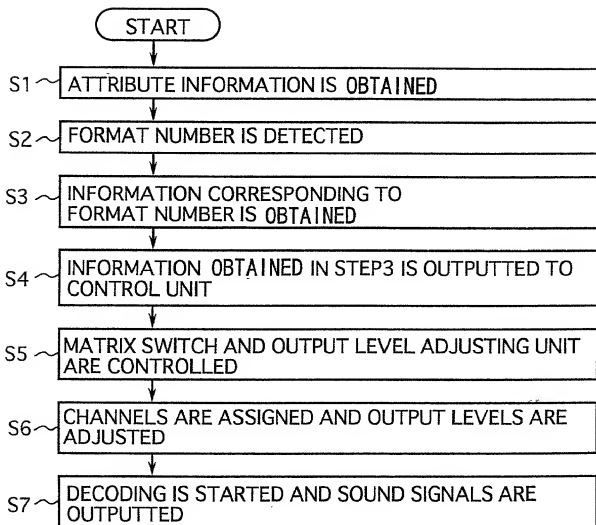 START
S1 ATTRIBUTE INFORMATION IS OBTAINED
S2 FORMAT NUMBER IS DETECTED
S3 INFORMATION CORRESPONDING TO
FORMAT NUMBER IS OBTAINED
S4 INFORMATION OBTAINED IN STEP3 IS OUTPUTTED TO
CONTROL UNIT
S5 MATRIX SWITCH AND OUTPUT LEVEL ADJUSTING UNIT
ARE CONTROLLED
S6 CHANNELS ARE ASSIGNED AND OUTPUT LEVELS ARE
ADJUSTED
S7 DECODING IS STARTED AND SOUND SIGNALS ARE
OUTPUTTED